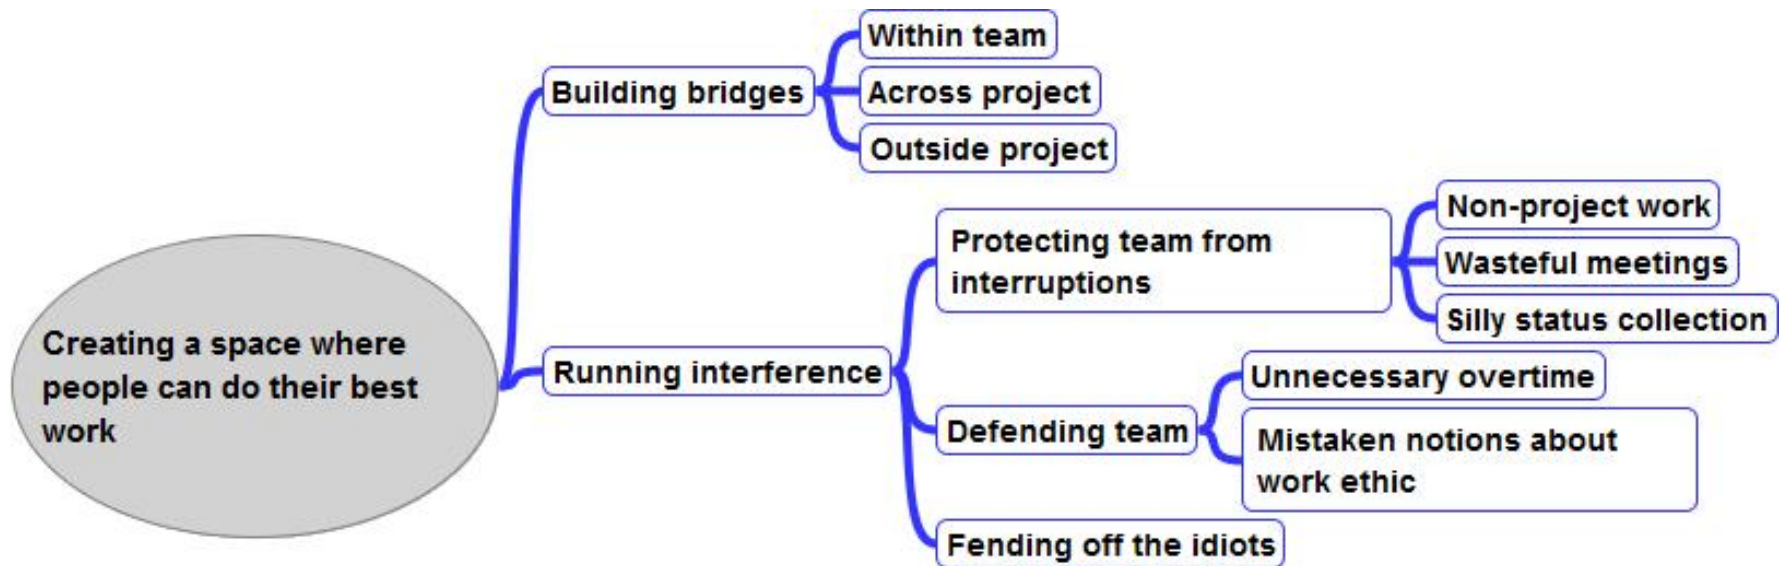 Creating a space where
people can do their best
work
Building bridges
Within team
Across project
Outside project
Running interference
Protecting team from
interruptions
Non-project work
Wasteful meetings
Silly status collection
Defending team
Unnecessary overtime
Mistaken notions about
work ethic
Fending off the idiots